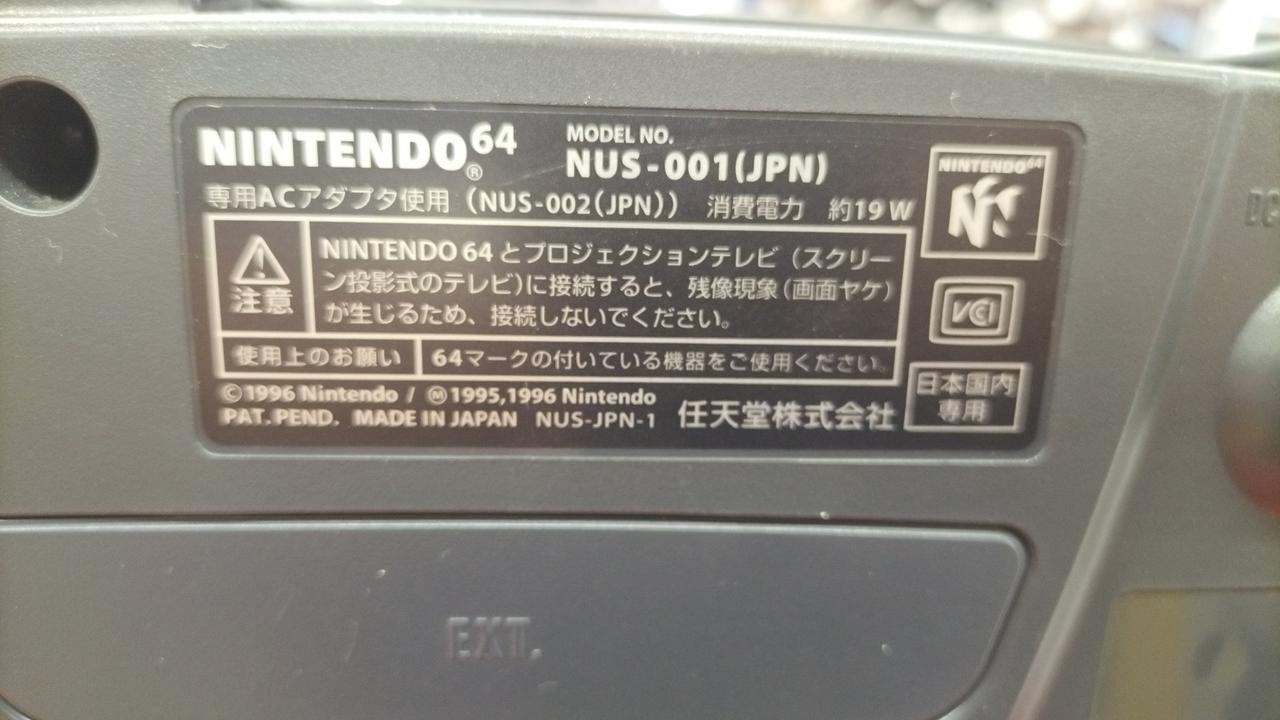 NINTENDO64®
MODEL NO.
NUS-001(JPN)
専用ACアダプタ使用（NUS-002(JPN)） 消費電力 約19W
NINTENDO64
注意
NINTENDO 64とプロジェクションテレビ（スクリー
ン投影式のテレビ）に接続すると、残像現象（画面ヤケ）
が生じるため、接続しないでください。
VCI
使用上のお願い
64マークの付いている機器をご使用ください。
日本国内
専用
©1996 Nintendo / Ⓜ1995,1996 Nintendo
PAT. PEND. MADE IN JAPAN NUS-JPN-1 任天堂株式会社
EXT.